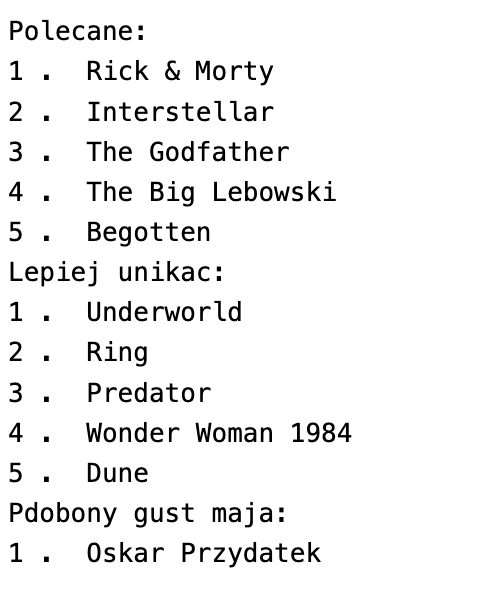 Polecane:
1 .  Rick & Morty
2 .  Interstellar
3 .  The Godfather
4 .  The Big Lebowski
5 .  Begotten
Lepiej unikac:
1 .  Underworld
2 .  Ring
3 .  Predator
4 .  Wonder Woman 1984
5 .  Dune
Pdobony gust maja:
1 .  Oskar Przydatek